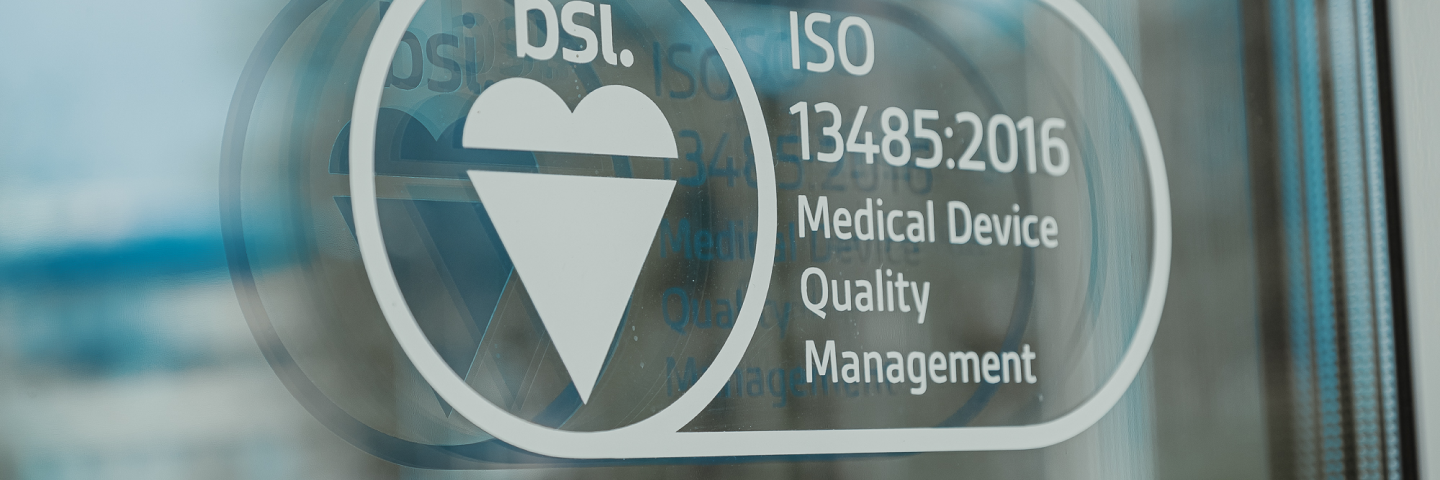 bsi.
ISO
13485:2016
Medical Device
Quality
Management